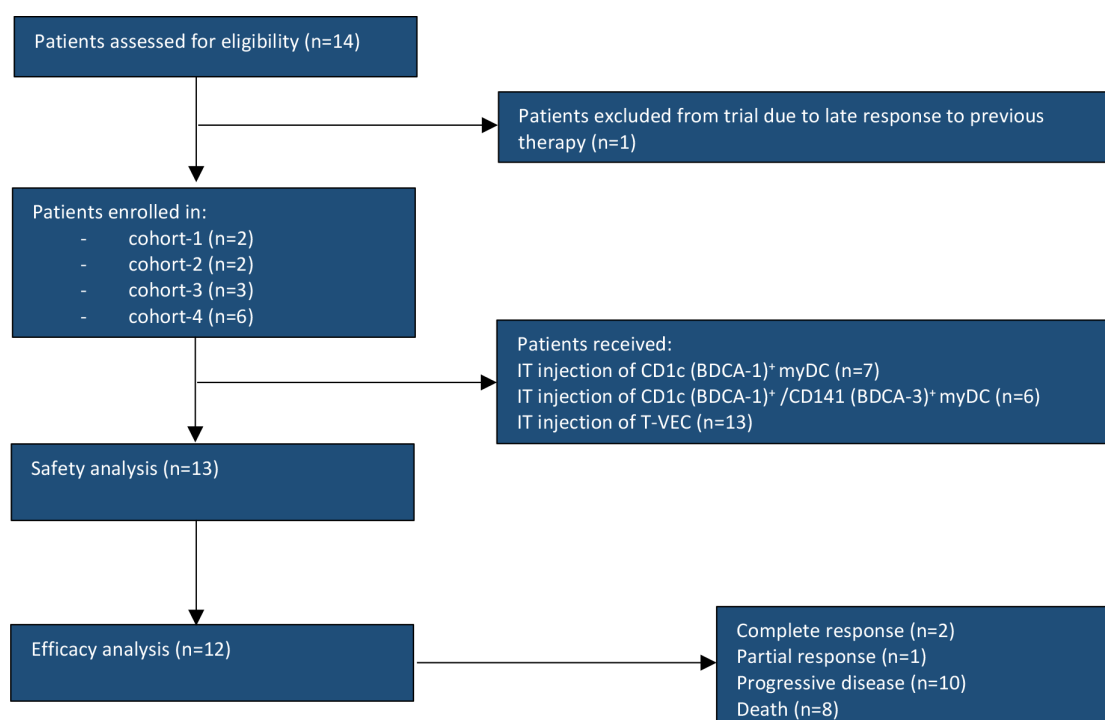 Patients assessed for eligibility (n=14)
Patients excluded from trial due to late response to previous
therapy (n=1)
Patients enrolled in:
- cohort-1 (n=2)
- cohort-2 (n=2)
- cohort-3 (n=3)
- cohort-4 (n=6)
Patients received:
IT injection of CD1c (BDCA-1)⁺ myDC (n=7)
IT injection of CD1c (BDCA-1)⁺ /CD141 (BDCA-3)⁺ myDC (n=6)
IT injection of T-VEC (n=13)
Safety analysis (n=13)
Efficacy analysis (n=12)
Complete response (n=2)
Partial response (n=1)
Progressive disease (n=10)
Death (n=8)